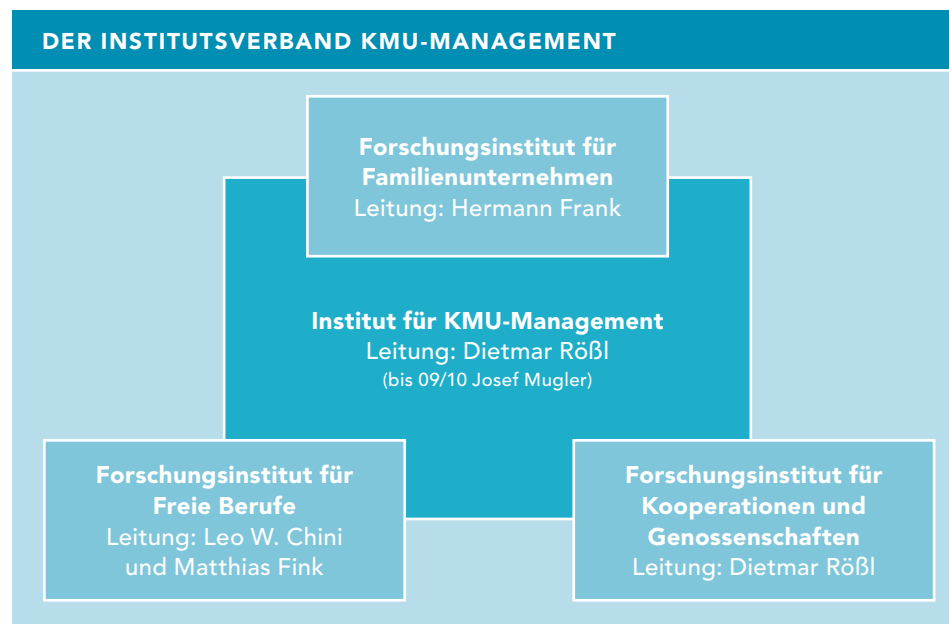 DER INSTITUTSVERBAND KMU-MANAGEMENT
Forschungsinstitut für
Familienunternehmen
Leitung: Hermann Frank
Institut für KMU-Management
Leitung: Dietmar Rößl
(bis 09/10 Josef Mugler)
Forschungsinstitut für
Freie Berufe
Leitung: Leo W. Chini
und Matthias Fink
Forschungsinstitut für
Kooperationen und
Genossenschaften
Leitung: Dietmar Rößl